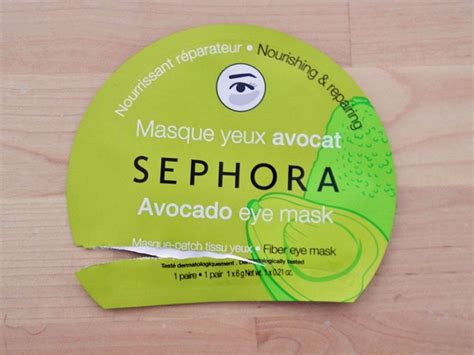 Nourrissant réparateur • Nourishing & repairing
Masque yeux avocat
SEPHORA
Avocado eye mask
Masque-patch tissu yeux • Fiber eye mask
Testé dermatologiquement . Dermatologically tested
1 paire • 1 pair 1 x 6 g Net wt. 1 x 0.21 oz.